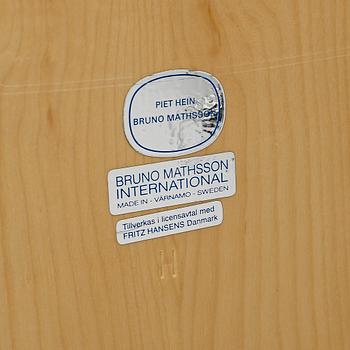 PIET HEIN
BRUNO MATHSSON
BRUNO MATHSSON
INTERNATIONAL
MADE IN - VÄRNAMO - SWEDEN
Tillverkas i licensavtal med
FRITZ HANSENS Danmark
H